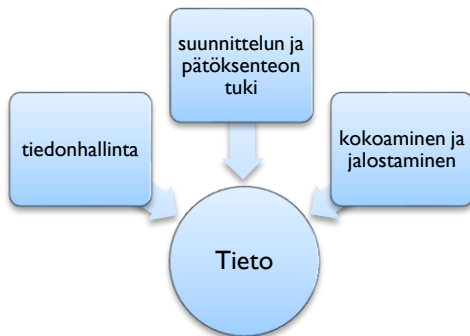 suunnittelun ja
pätöksenteon
tuki
tiedonhallinta
kokoaminen ja
jalostaminen
Tieto